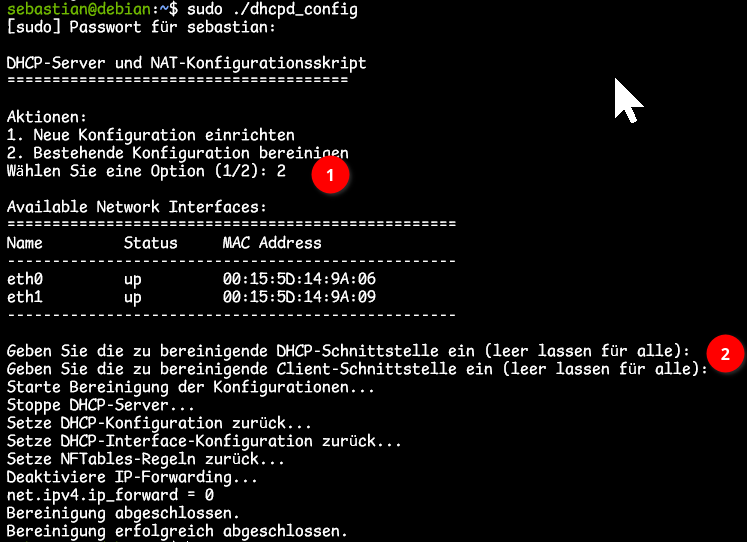 sebastian@debian:~$ sudo ./dhcpd_config
[sudo] Passwort für sebastian:
DHCP-Server und NAT-Konfigurationsskript
======================================
Aktionen:
1. Neue Konfiguration einrichten
2. Bestehende Konfiguration bereinigen
Wählen Sie eine Option (1/2): 2
1
Available Network Interfaces:
==================================================
Name Status MAC Address
--------------------------------------------------
eth0 up 00:15:5D:14:9A:06
eth1 up 00:15:5D:14:9A:09
--------------------------------------------------
Geben Sie die zu bereinigende DHCP-Schnittstelle ein (leer lassen für alle):
2
Geben Sie die zu bereinigende Client-Schnittstelle ein (leer lassen für alle):
Starte Bereinigung der Konfigurationen...
Stoppe DHCP-Server...
Setze DHCP-Konfiguration zurück...
Setze DHCP-Interface-Konfiguration zurück...
Setze NFTables-Regeln zurück...
Deaktiviere IP-Forwarding...
net.ipv4.ip_forward = 0
Bereinigung abgeschlossen.
Bereinigung erfolgreich abgeschlossen.